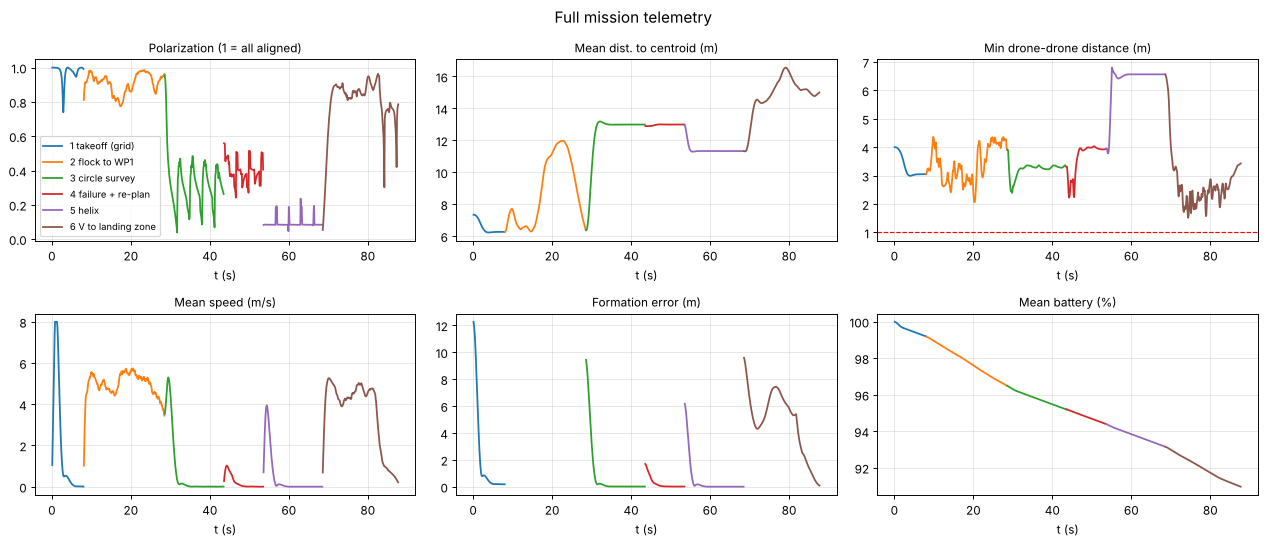 Full mission telemetry
Polarization (1 = all aligned)
1.0
0.8
0.6
0.4
0.2
0.0
1 takeoff (grid)
2 flock to WP1
3 circle survey
4 failure + re-plan
5 helix
6 V to landing zone
0 20 40 60 80
t (s)
Mean dist. to centroid (m)
16
14
12
10
8
6
0 20 40 60 80
t (s)
Min drone-drone distance (m)
7
6
5
4
3
2
1
0 20 40 60 80
t (s)
Mean speed (m/s)
8
6
4
2
0
0 20 40 60 80
t (s)
Formation error (m)
12
10
8
6
4
2
0
0 20 40 60 80
t (s)
Mean battery (%)
100
98
96
94
92
0 20 40 60 80
t (s)